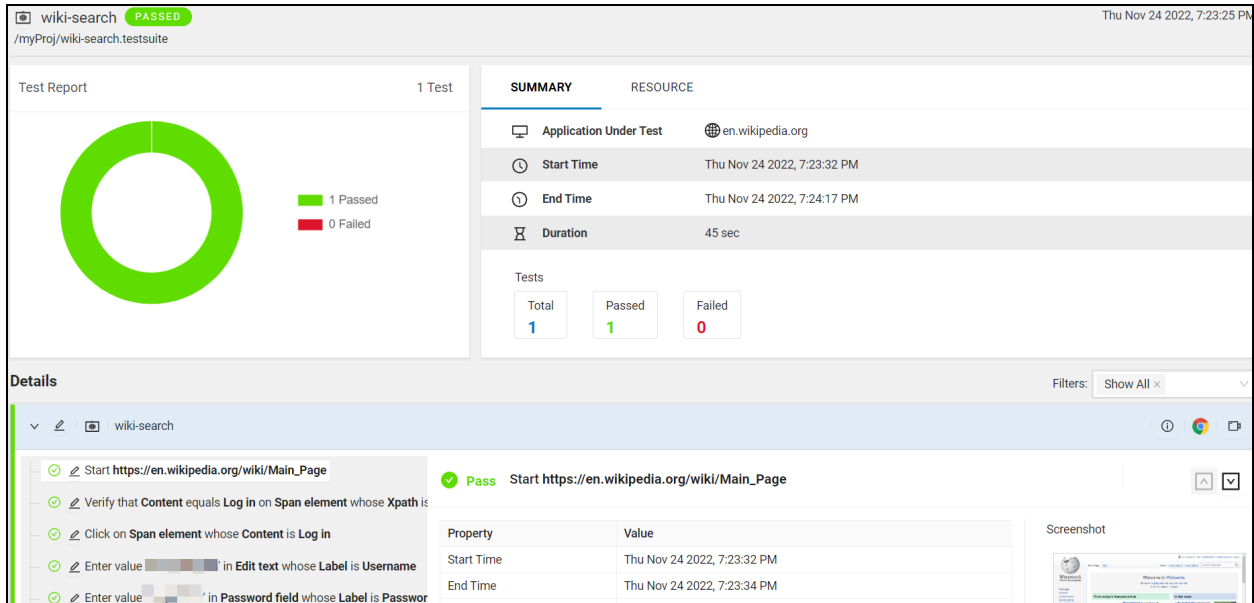 wiki-search PASSED
Thu Nov 24 2022, 7:23:25 PM
/myProj/wiki-search.testsuite
Test Report 1 Test
1 Passed
0 Failed
SUMMARY RESOURCE
Application Under Test en.wikipedia.org
Start Time Thu Nov 24 2022, 7:23:32 PM
End Time Thu Nov 24 2022, 7:24:17 PM
Duration 45 sec
Tests
Total Passed Failed
1 1 0
Details
Filters: Show All ×
wiki-search
Start https://en.wikipedia.org/wiki/Main_Page
Verify that Content equals Log in on Span element whose Xpath is
Click on Span element whose Content is Log in
Enter value ' in Edit text whose Label is Username
Enter value ' in Password field whose Label is Passwor
Pass Start https://en.wikipedia.org/wiki/Main_Page
Property Value
Start Time Thu Nov 24 2022, 7:23:32 PM
End Time Thu Nov 24 2022, 7:23:34 PM
Screenshot